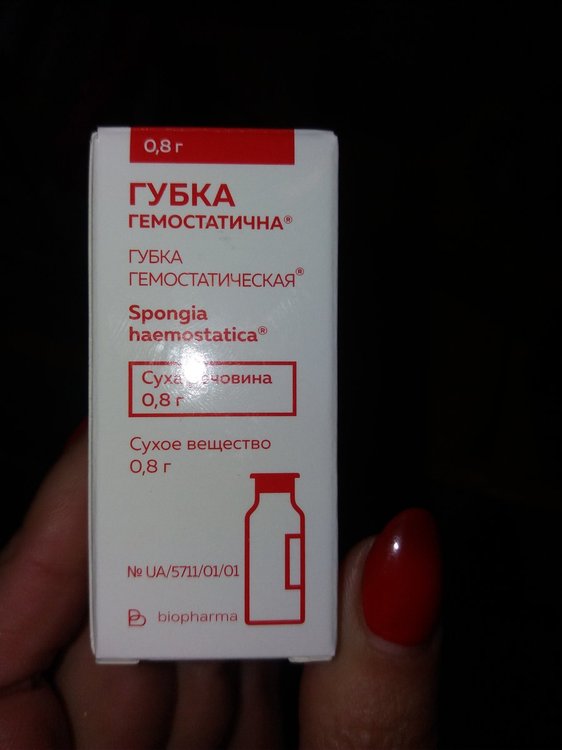 0,8 г
ГУБКА
ГЕМОСТАТИЧНА®
ГУБКА
ГЕМОСТАТИЧЕСКАЯ®
Spongia
haemostatica®
Суха речовина
0,8 г
Сухое вещество
0,8 г
№ UA/5711/01/01
biopharma